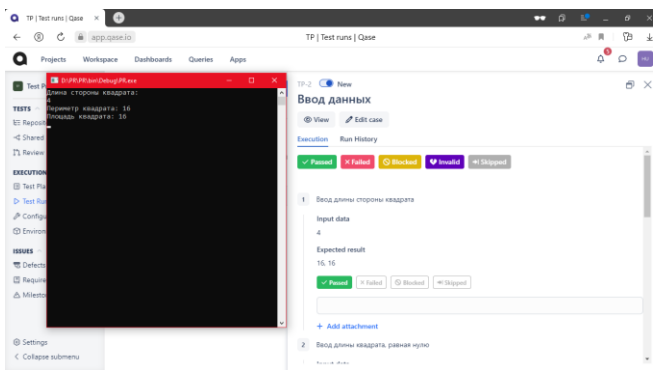 TP | Test runs | Qase
app.qase.io
TP | Test runs | Qase
Projects Workspace Dashboards Queries Apps
5
Test P
TESTS
Reposit
Shared
Review
EXECUTION
Test Pla
Test Ru
Configu
Environ
ISSUES
Defects
Require
Milesto
Settings
Collapse submenu
D:\PR\PR\bin\Debug\PR.exe
Длина стороны квадрата:
4
Периметр квадрата: 16
Площадь квадрата: 16
TP-2 New
Ввод данных
View Edit case
Execution Run History
Passed Failed Blocked Invalid Skipped
1 Ввод длины стороны квадрата
Input data
4
Expected result
16, 16
Passed Failed Blocked Skipped
+ Add attachment
2 Ввод длины квадрата, равная нулю